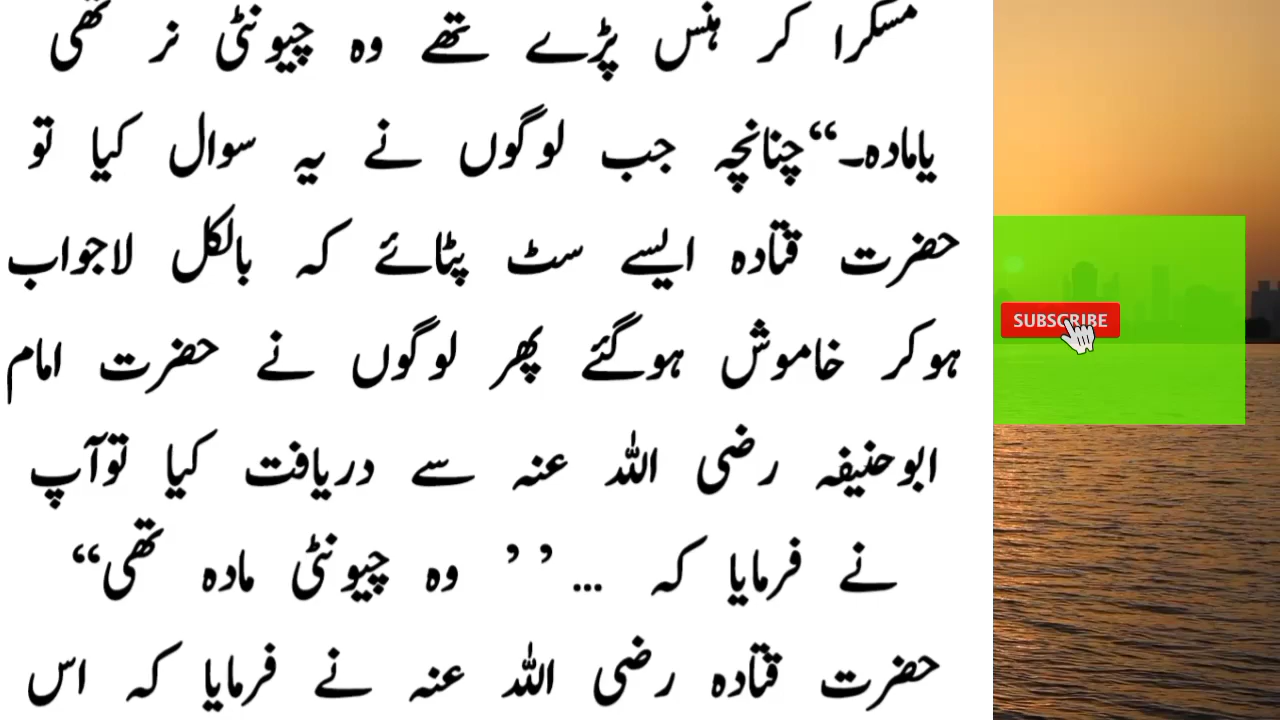 مسکرا کر ہنس پڑے تھے وہ چیونٹی نر تھی
یامادہ۔“چنانچہ جب لوگوں نے یہ سوال کیا تو
حضرت قتادہ ایسے سٹ پٹائے کہ بالکل لاجواب
ہوکر خاموش ہوگئے پھر لوگوں نے حضرت امام
ابوحنیفہ رضی اللہ عنہ سے دریافت کیا توآپ
نے فرمایا کہ ...’ ’ وہ چیونٹی مادہ تھی“
حضرت قتادہ رضی اللہ عنہ نے فرمایا کہ اس
SUBSCRIBE